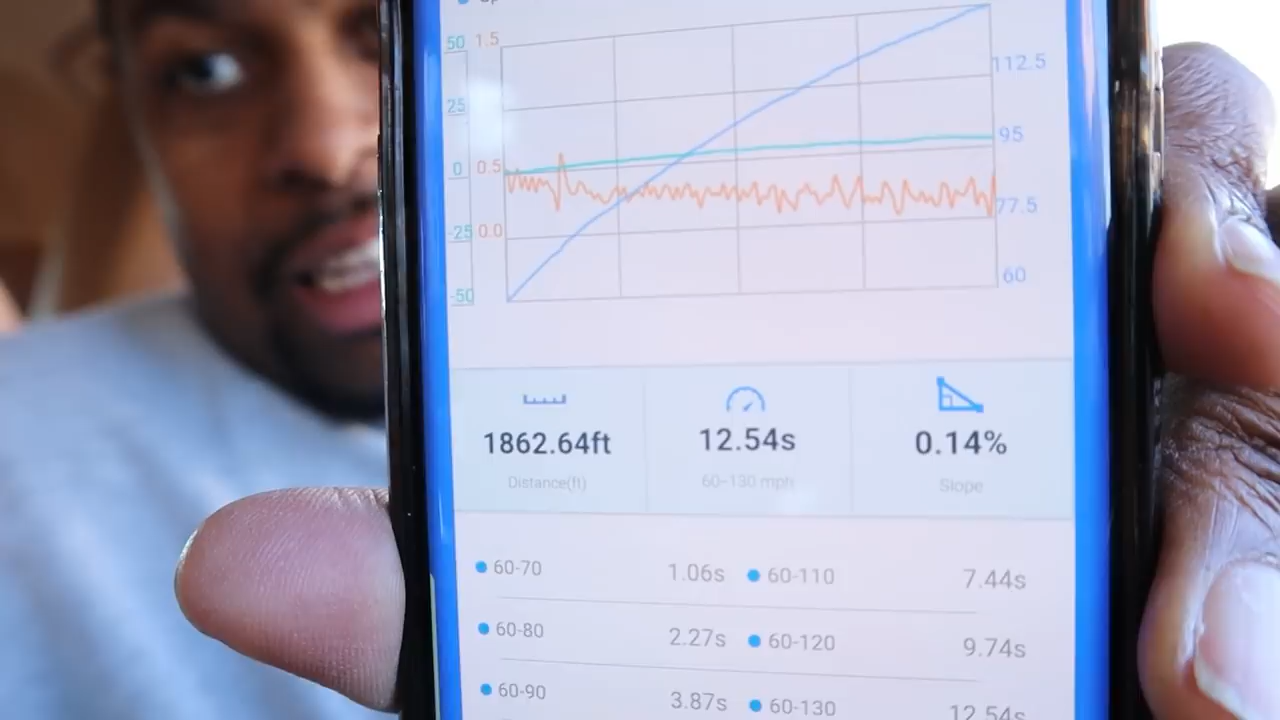 50 1.5
112.5
25
95
0 0.5
77.5
-25 0.0
60
-50
1862.64ft 12.54s 0.14%
Distance(ft) 60-130 mph Slope
60-70 1.06s 60-110 7.44s
60-80 2.27s 60-120 9.74s
60-90 3.87s 60-130 12.54s